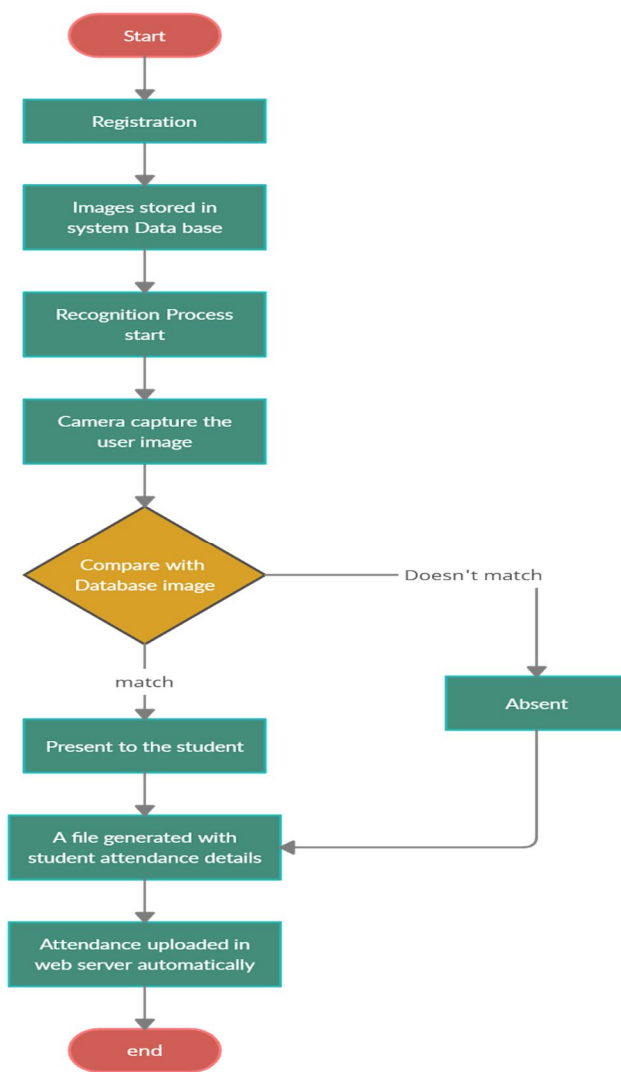 Start
Registration
Images stored in
system Data base
Recognition Process
start
Camera capture the
user image
Compare with
Database image
Doesn't match
match
Absent
Present to the student
A file generated with
student attendance details
Attendance uploaded in
web server automatically
end